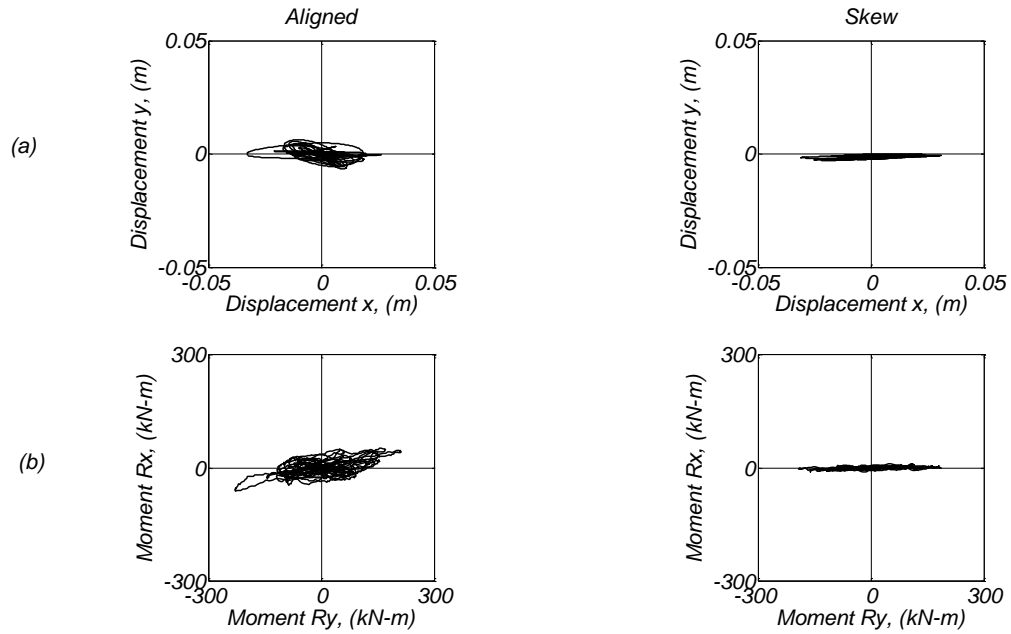 Aligned
Skew
(a)
Displacement y, (m)
0.05
0
-0.05
-0.05
0
0.05
Displacement x, (m)
Displacement y, (m)
0.05
0
-0.05
-0.05
0
0.05
Displacement x, (m)
(b)
Moment Rx, (kN-m)
300
0
-300
-300
0
300
Moment Ry, (kN-m)
Moment Rx, (kN-m)
300
0
-300
-300
0
300
Moment Ry, (kN-m)